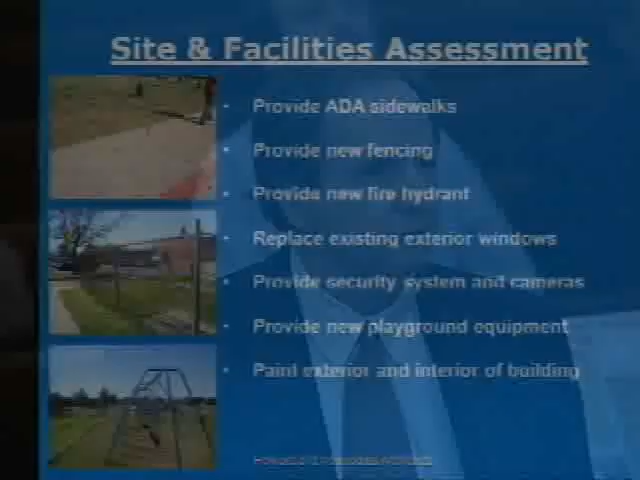 Site & Facilities Assessment
• Provide ADA sidewalks
• Provide new fencing
• Provide new fire hydrant
• Replace existing exterior windows
• Provide security system and cameras
• Provide new playground equipment
• Paint exterior and interior of building